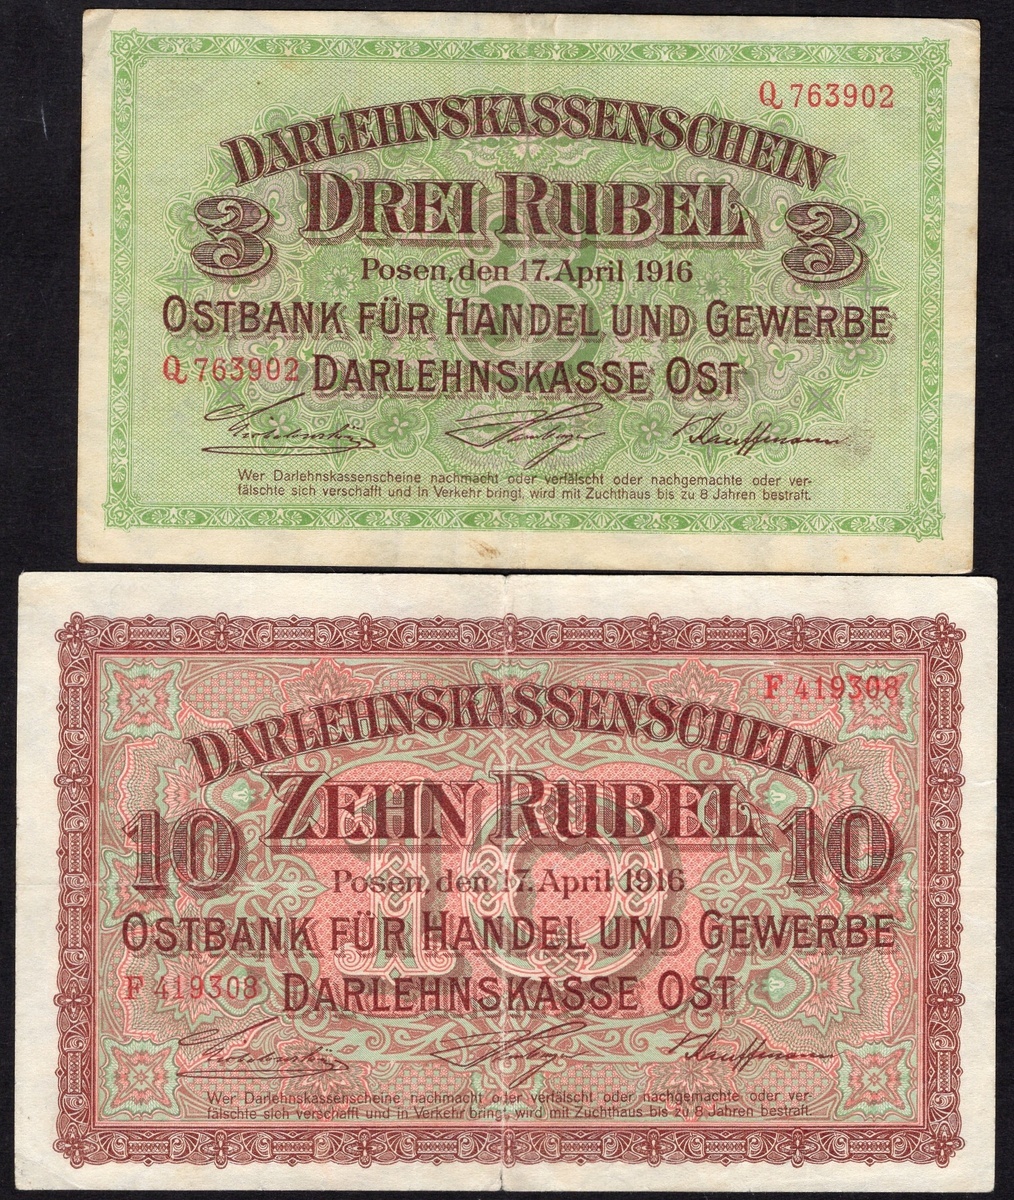 Q 763902
DARLEHNSKASSENSCHEIN
DREI RUBEL
3 3
Posen, den 17. April 1916
OSTBANK FÜR HANDEL UND GEWERBE
Q 763902 DARLEHNSKASSE OST
Kauffmann
Wer Darlehnskassenscheine nachmacht oder verfälscht oder nachgemachte oder ver-
fälschte sich verschafft und in Verkehr bringt, wird mit Zuchthaus bis zu 8 Jahren bestraft.
F 419308
DARLEHNSKASSENSCHEIN
ZEHN RUBEL
10 10
Posen, den 17. April 1916
OSTBANK FÜR HANDEL UND GEWERBE
F 419308 DARLEHNSKASSE OST
Kauffmann
Wer Darlehnskassenscheine nachmacht oder verfälscht oder nachgemachte oder ver-
fälschte sich verschafft und in Verkehr bringt, wird mit Zuchthaus bis zu 8 Jahren bestraft.